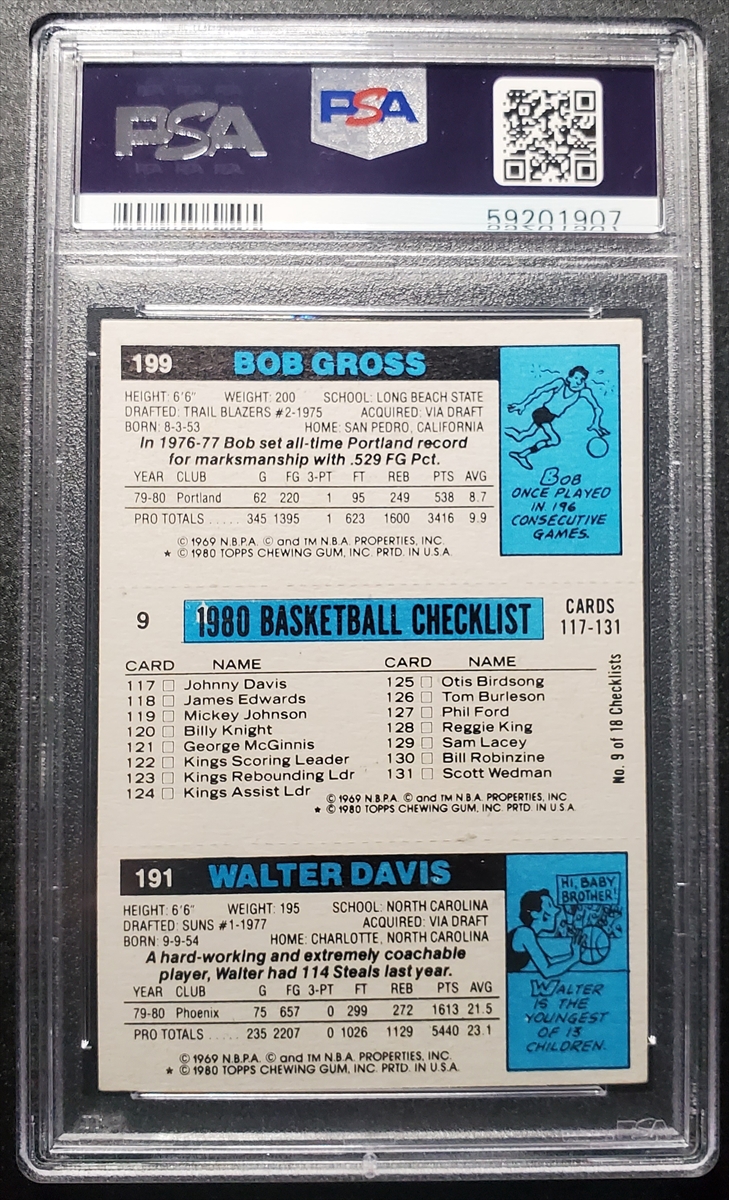 PSA
PSA
59201907
199 BOB GROSS
HEIGHT: 6'6" WEIGHT: 200 SCHOOL: LONG BEACH STATE
DRAFTED: TRAIL BLAZERS #2-1975 ACQUIRED: VIA DRAFT
BORN: 8-3-53 HOME: SAN PEDRO, CALIFORNIA
In 1976-77 Bob set all-time Portland record
for marksmanship with .529 FG Pct.
YEAR CLUB G FG 3-PT FT REB PTS AVG
79-80 Portland 62 220 1 95 249 538 8.7
PRO TOTALS ..... 345 1395 1 623 1600 3416 9.9
© 1969 N.B.P.A. © and TM N.B.A. PROPERTIES, INC.
★ © 1980 TOPPS CHEWING GUM, INC. PRTD. IN U.S.A.
BOB
ONCE PLAYED
IN 196
CONSECUTIVE
GAMES.
9 1980 BASKETBALL CHECKLIST CARDS
117-131
CARD NAME
117 □ Johnny Davis
118 □ James Edwards
119 □ Mickey Johnson
120 □ Billy Knight
121 □ George McGinnis
122 □ Kings Scoring Leader
123 □ Kings Rebounding Ldr
124 □ Kings Assist Ldr
CARD NAME
125 □ Otis Birdsong
126 □ Tom Burleson
127 □ Phil Ford
128 □ Reggie King
129 □ Sam Lacey
130 □ Bill Robinzine
131 □ Scott Wedman
No. 9 of 18 Checklists
© 1969 N.B.P.A. © and TM N.B.A. PROPERTIES, INC
★ © 1980 TOPPS CHEWING GUM, INC. PRTD IN U.S.A.
191 WALTER DAVIS
HEIGHT: 6'6" WEIGHT: 195 SCHOOL: NORTH CAROLINA
DRAFTED: SUNS #1-1977 ACQUIRED: VIA DRAFT
BORN: 9-9-54 HOME: CHARLOTTE, NORTH CAROLINA
A hard-working and extremely coachable
player, Walter had 114 Steals last year.
YEAR CLUB G FG 3-PT FT REB PTS AVG
79-80 Phoenix 75 657 0 299 272 1613 21.5
PRO TOTALS ..... 235 2207 0 1026 1129 5440 23.1
© 1969 N.B.P.A. © and TM N.B.A. PROPERTIES, INC.
★ © 1980 TOPPS CHEWING GUM, INC. PRTD. IN U.S.A.
HI, BABY
BROTHER!
WALTER
IS THE
YOUNGEST
OF 13
CHILDREN.
PSA